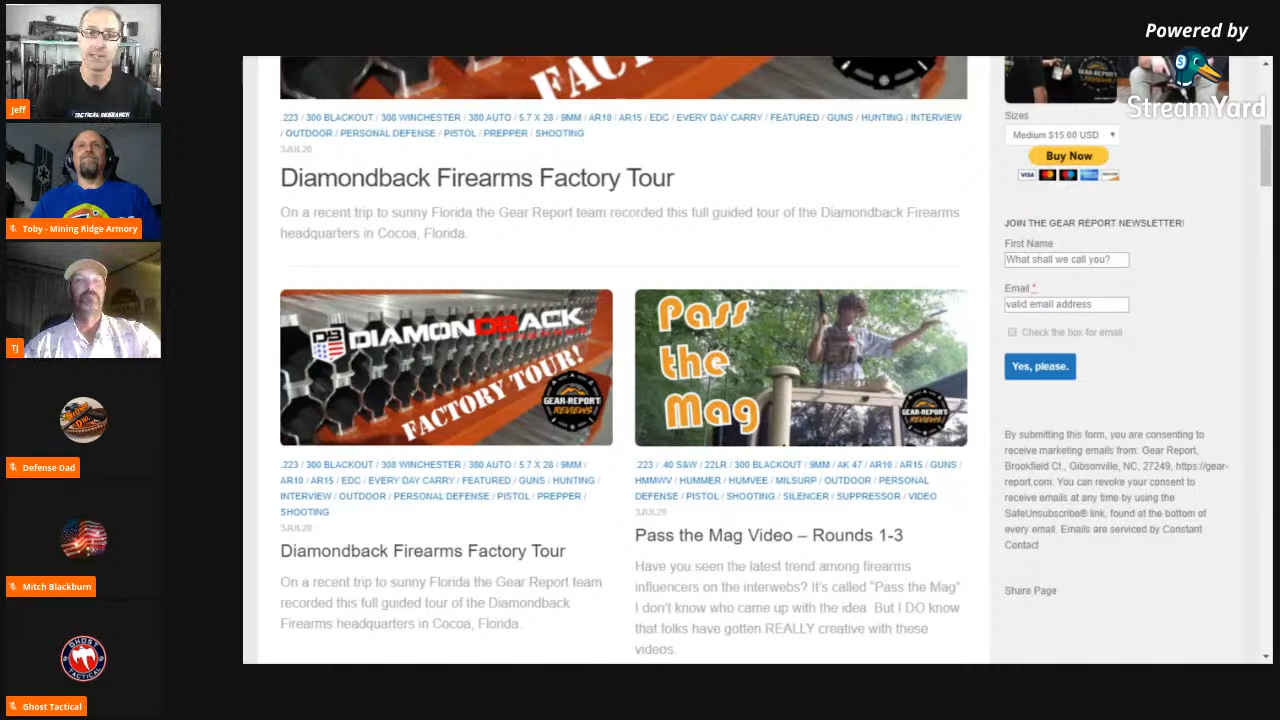 Powered by
StreamYard
Jeff
TACTICAL RESEARCH
Toby - Mining Ridge Armory
TJ
Defense Dad
Mitch Blackburn
GHOST
TACTICAL
Ghost Tactical
.223 / 300 BLACKOUT / 308 WINCHESTER / 380 AUTO / 5.7 X 28 / 9MM / AR10 / AR15 / EDC / EVERY DAY CARRY / FEATURED / GUNS / HUNTING / INTERVIEW
/ OUTDOOR / PERSONAL DEFENSE / PISTOL / PREPPER / SHOOTING
3JUL20
Diamondback Firearms Factory Tour
On a recent trip to sunny Florida the Gear Report team recorded this full guided tour of the Diamondback Firearms
headquarters in Cocoa, Florida.
DIAMONDBACK
FACTORY TOUR!
GEAR-REPORT
REVIEWS
.223 / 300 BLACKOUT / 308 WINCHESTER / 380 AUTO / 5.7 X 28 / 9MM /
AR10 / AR15 / EDC / EVERY DAY CARRY / FEATURED / GUNS / HUNTING /
INTERVIEW / OUTDOOR / PERSONAL DEFENSE / PISTOL / PREPPER /
SHOOTING
3JUL20
Diamondback Firearms Factory Tour
On a recent trip to sunny Florida the Gear Report team
recorded this full guided tour of the Diamondback
Firearms headquarters in Cocoa, Florida.
Pass
the
Mag
GEAR-REPORT
REVIEWS
.223 / .40 S&W / 22LR / 300 BLACKOUT / 9MM / AK 47 / AR10 / AR15 / GUNS /
HMMWV / HUMMER / HUMVEE / MILSURP / OUTDOOR / PERSONAL
DEFENSE / PISTOL / SHOOTING / SILENCER / SUPPRESSOR / VIDEO
3JUL20
Pass the Mag Video – Rounds 1-3
Have you seen the latest trend among firearms
influencers on the interwebs? It's called "Pass the Mag"
I don't know who came up with the idea But I DO know
that folks have gotten REALLY creative with these
videos.
Sizes
Medium $15.00 USD
Buy Now
VISA
JOIN THE GEAR REPORT NEWSLETTER!
First Name
What shall we call you?
Email *
valid email address
Check the box for email
Yes, please.
By submitting this form, you are consenting to
receive marketing emails from: Gear Report,
Brookfield Ct., Gibsonville, NC, 27249, https://gear-
report.com. You can revoke your consent to
receive emails at any time by using the
SafeUnsubscribe® link, found at the bottom of
every email. Emails are serviced by Constant
Contact
Share Page